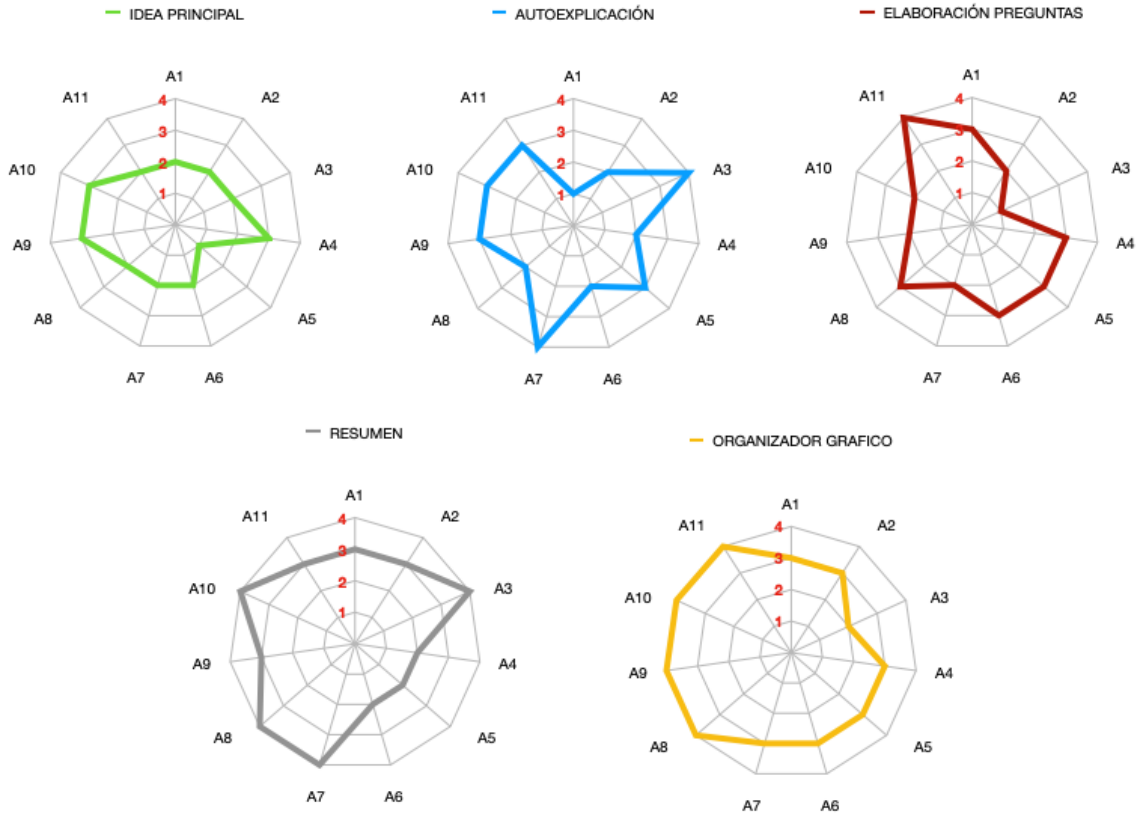 IDEA PRINCIPAL
AUTOEXPLICACIÓN
ELABORACIÓN PREGUNTAS
A1
A2
A3
A4
A5
A6
A7
A8
A9
A10
A11
4
3
2
1
A1
A2
A3
A4
A5
A6
A7
A8
A9
A10
A11
4
3
2
1
A1
A2
A3
A4
A5
A6
A7
A8
A9
A10
A11
4
3
2
1
RESUMEN
ORGANIZADOR GRAFICO
A1
A2
A3
A4
A5
A6
A7
A8
A9
A10
A11
4
3
2
1
A1
A2
A3
A4
A5
A6
A7
A8
A9
A10
A11
4
3
2
1